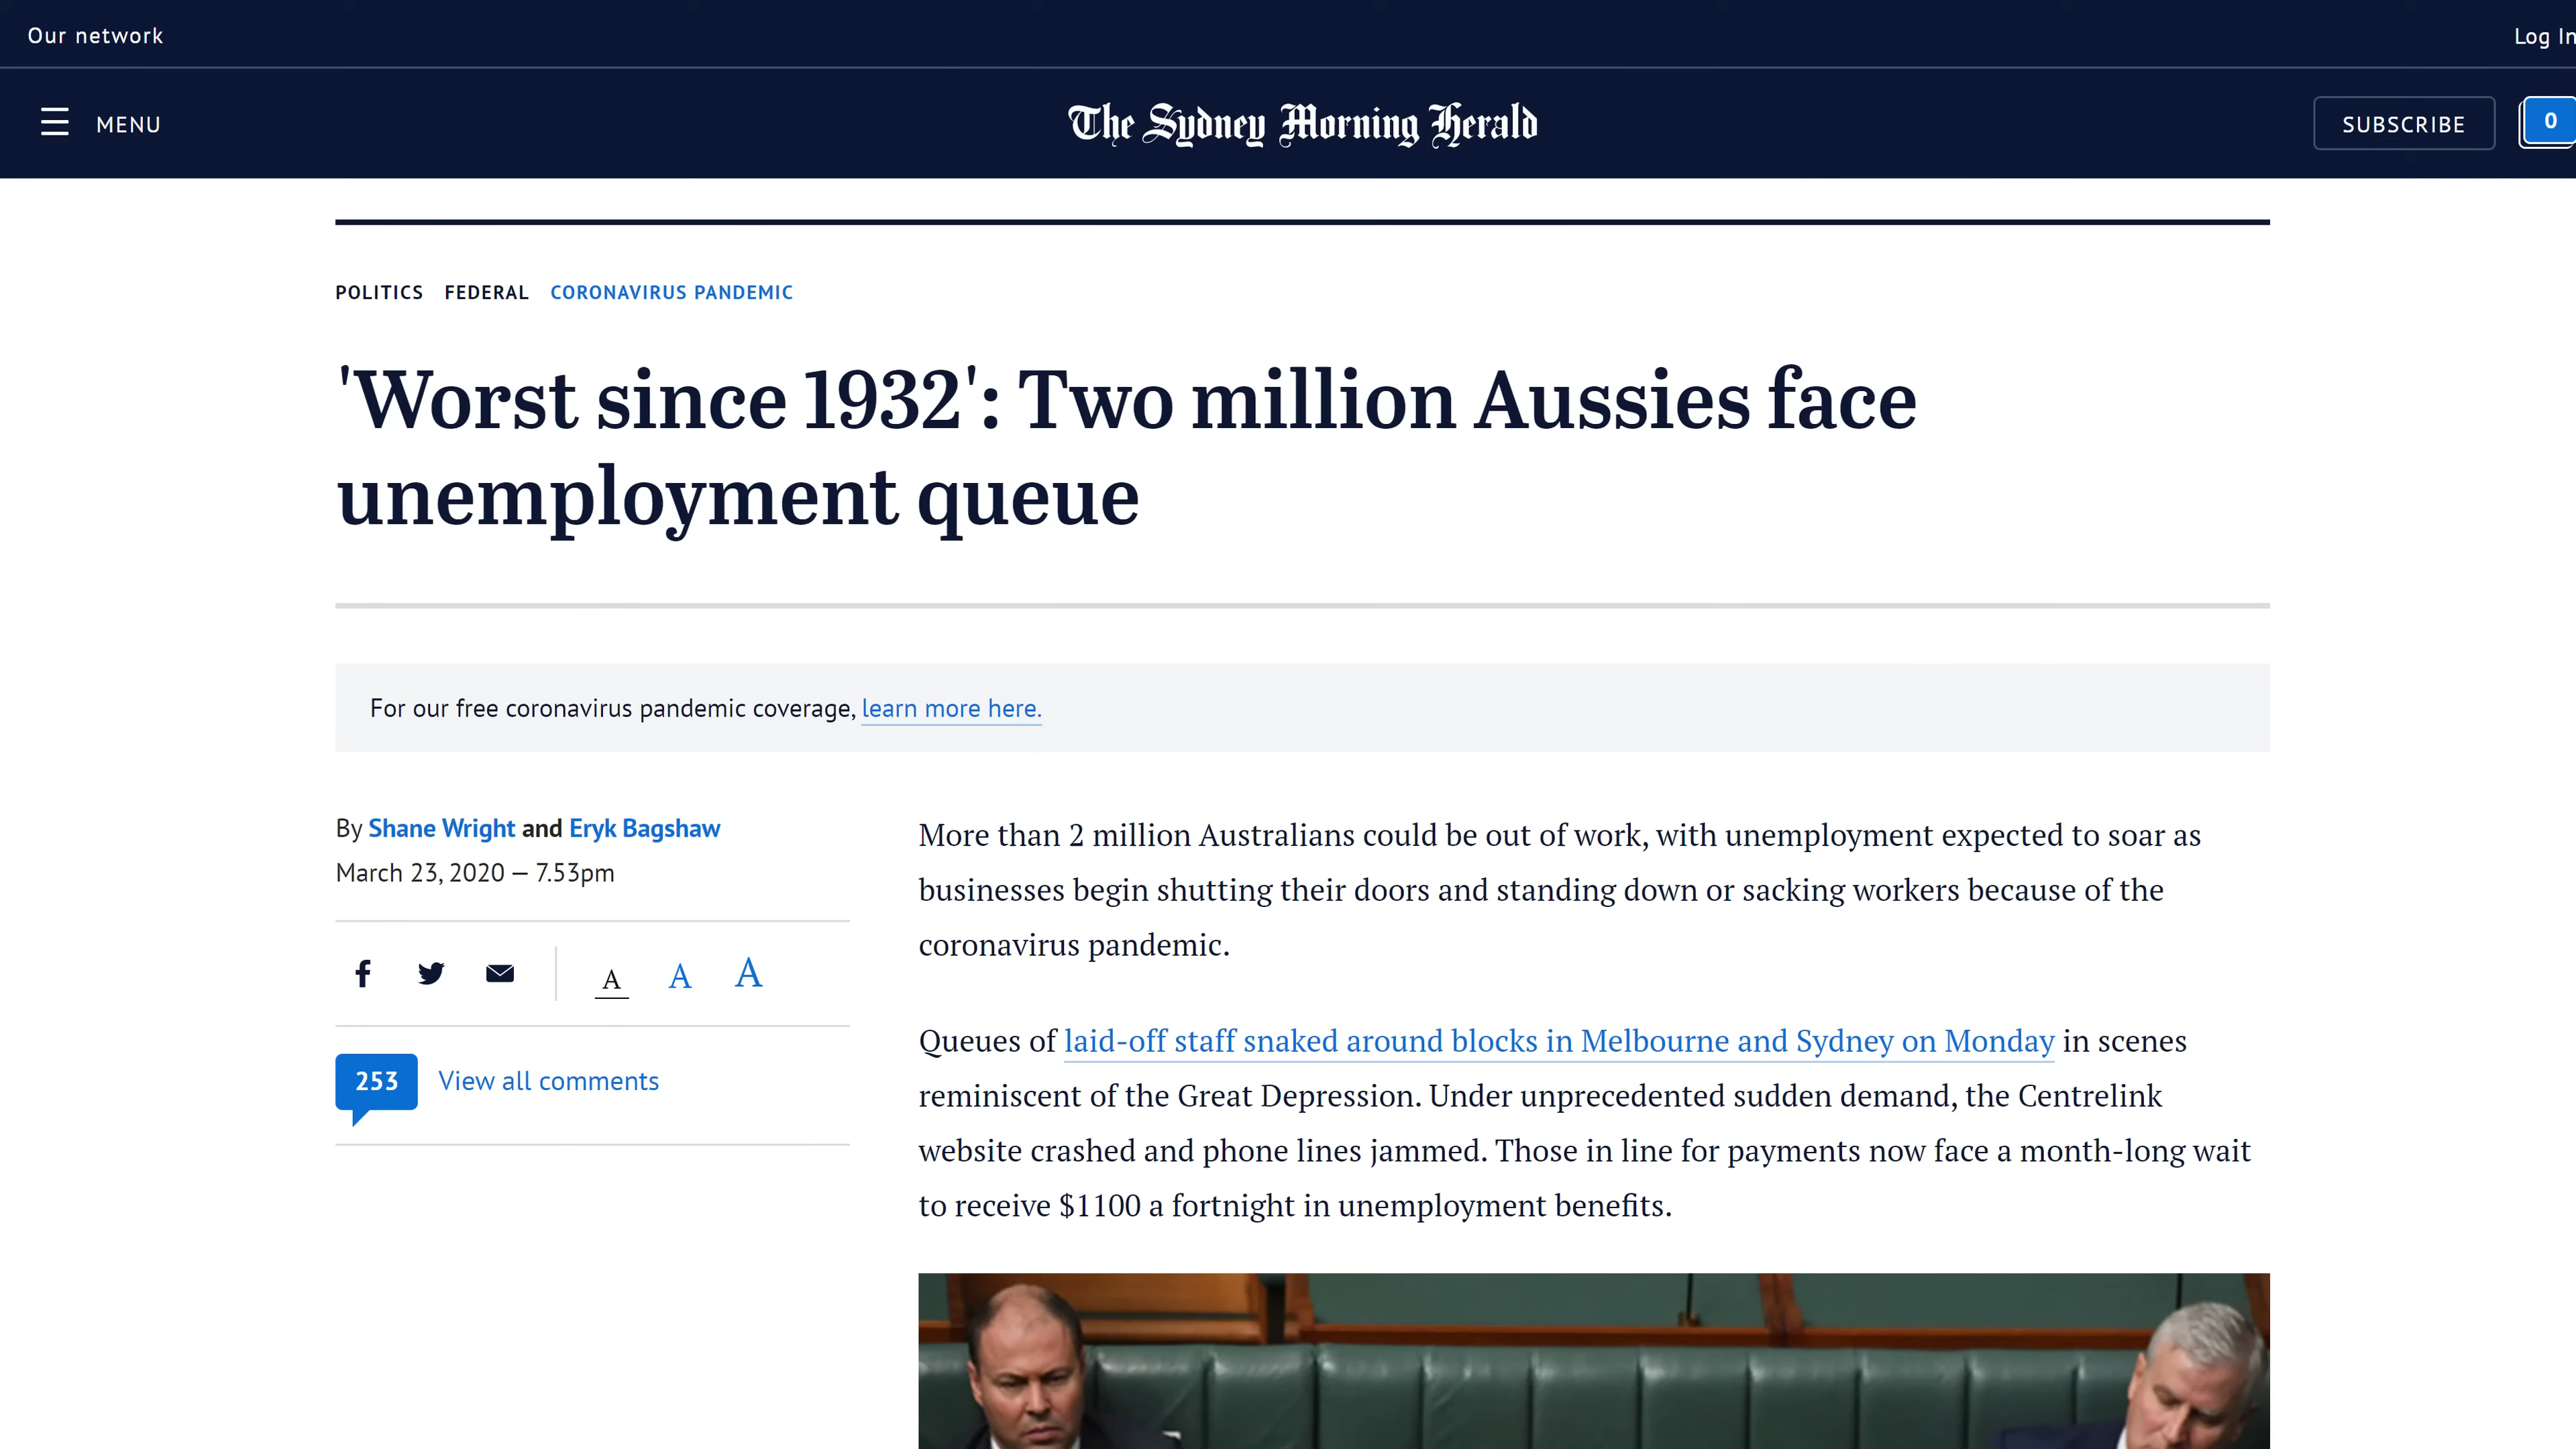 Our network
Log In
MENU
The Sydney Morning Herald
SUBSCRIBE
0
POLITICS FEDERAL CORONAVIRUS PANDEMIC
'Worst since 1932': Two million Aussies face
unemployment queue
For our free coronavirus pandemic coverage, learn more here.
By Shane Wright and Eryk Bagshaw
March 23, 2020 — 7.53pm
A A A
253 View all comments
More than 2 million Australians could be out of work, with unemployment expected to soar as
businesses begin shutting their doors and standing down or sacking workers because of the
coronavirus pandemic.
Queues of laid-off staff snaked around blocks in Melbourne and Sydney on Monday in scenes
reminiscent of the Great Depression. Under unprecedented sudden demand, the Centrelink
website crashed and phone lines jammed. Those in line for payments now face a month-long wait
to receive $1100 a fortnight in unemployment benefits.